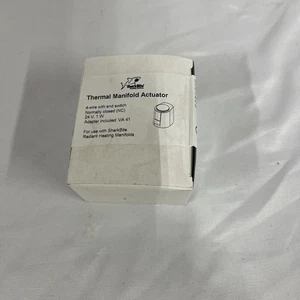 SharkBite
Thermal Manifold Actuator
4-wire with end switch
Normally closed (NC)
24 V, 1 W
Adapter included: VA 41
For use with SharkBite
Radiant Heating Manifolds